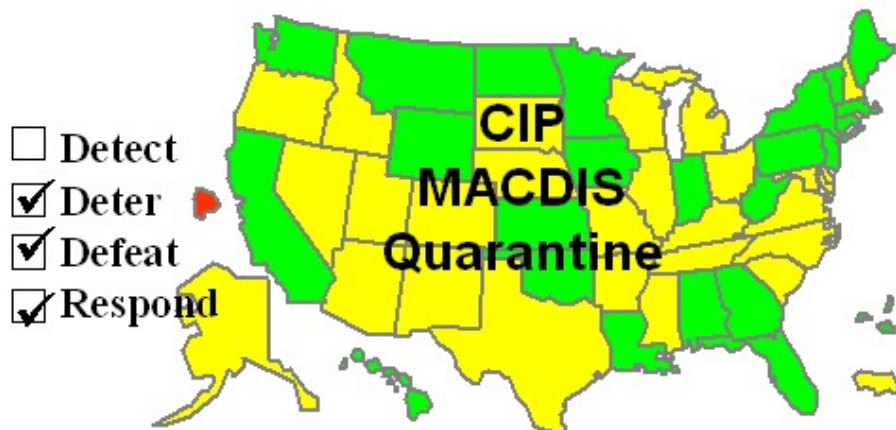 Detect
Deter
Defeat
Respond
CIP
MACDIS
Quarantine